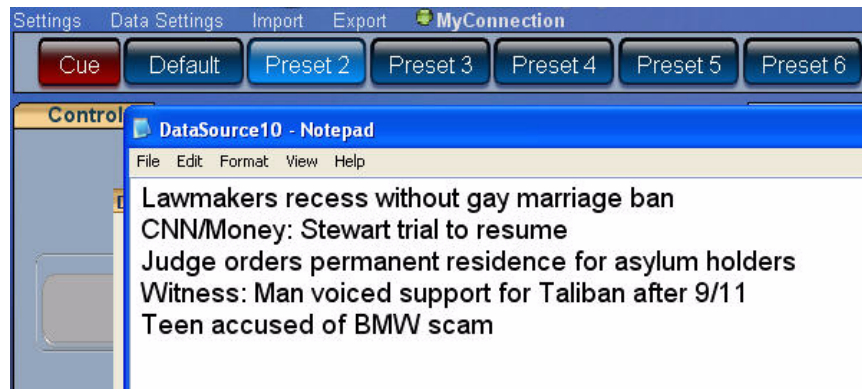 Settings Data Settings Import Export MyConnection
Cue Default Preset 2 Preset 3 Preset 4 Preset 5 Preset 6
Control
DataSource10 - Notepad
File Edit Format View Help
Lawmakers recess without gay marriage ban
CNN/Money: Stewart trial to resume
Judge orders permanent residence for asylum holders
Witness: Man voiced support for Taliban after 9/11
Teen accused of BMW scam